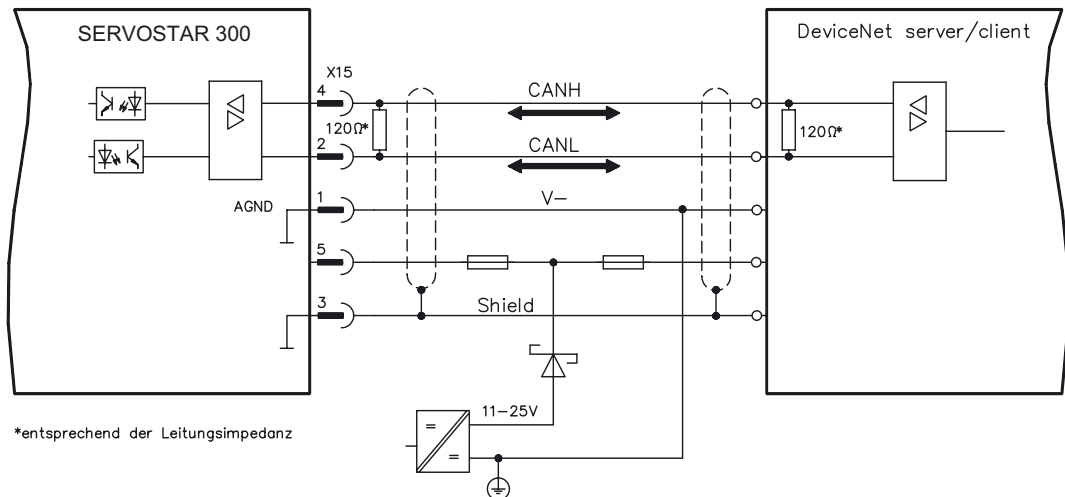 SERVOSTAR 300
DeviceNet server/client
X15
4
CANH
120Ω*
120Ω*
2
CANL
AGND
1
V-
5
3
Shield
11-25V
*entsprechend der Leitungsimpedanz